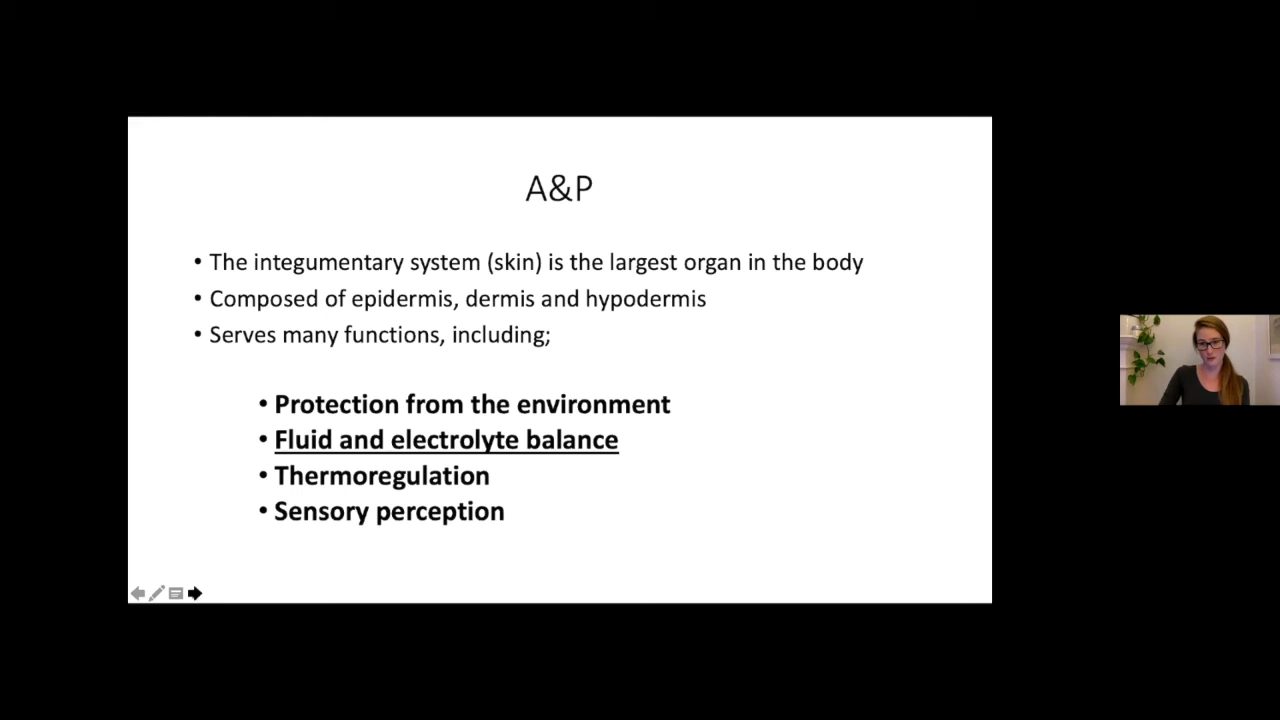 A&P
• The integumentary system (skin) is the largest organ in the body
• Composed of epidermis, dermis and hypodermis
• Serves many functions, including;
• Protection from the environment
• Fluid and electrolyte balance
• Thermoregulation
• Sensory perception